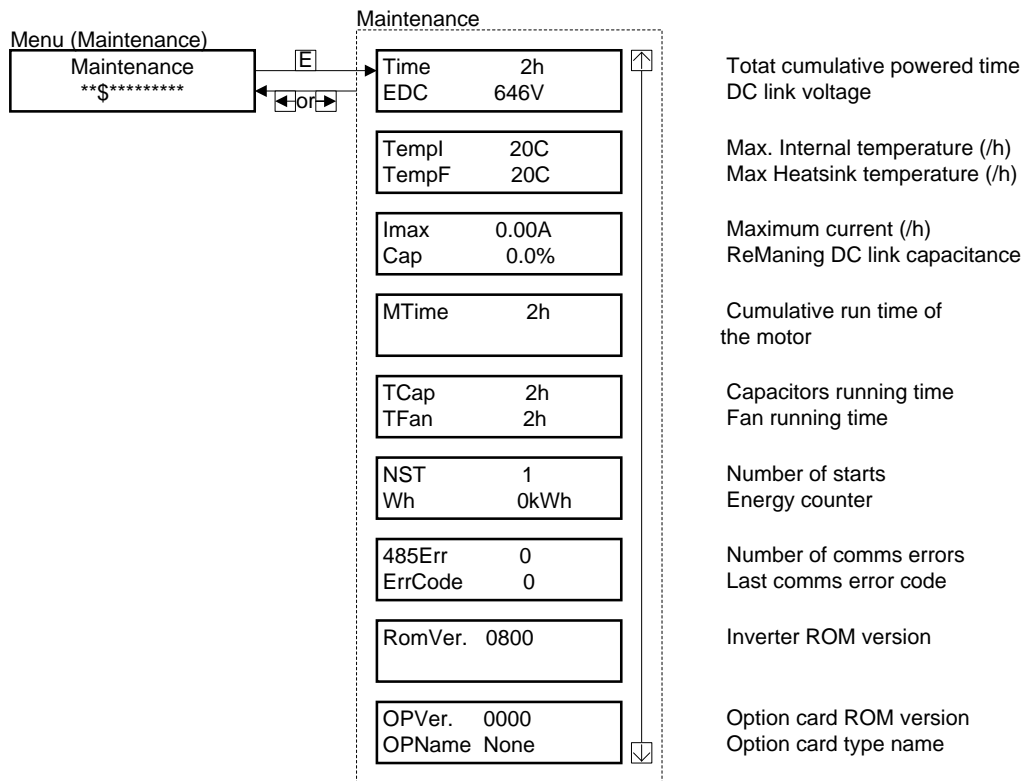 Maintenance
Menu (Maintenance)
Maintenance
**$*********
E
or
Time 2h
EDC 646V
Totat cumulative powered time
DC link voltage
TempI 20C
TempF 20C
Max. Internal temperature (/h)
Max Heatsink temperature (/h)
Imax 0.00A
Cap 0.0%
Maximum current (/h)
ReManing DC link capacitance
MTime 2h
Cumulative run time of
the motor
TCap 2h
TFan 2h
Capacitors running time
Fan running time
NST 1
Wh 0kWh
Number of starts
Energy counter
485Err 0
ErrCode 0
Number of comms errors
Last comms error code
RomVer. 0800
Inverter ROM version
OPVer. 0000
OPName None
Option card ROM version
Option card type name